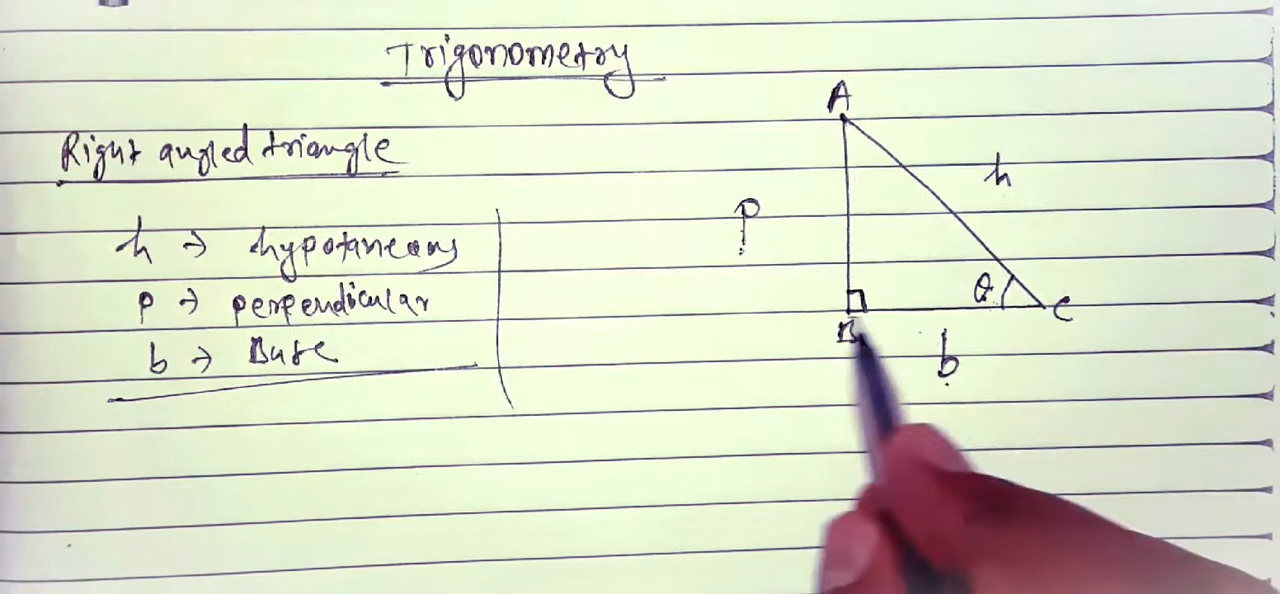 Trigonometry
Right angled triangle
h → hypotaneous
p → perpendicular
b → Base
A
h
P
θ
C
B
b